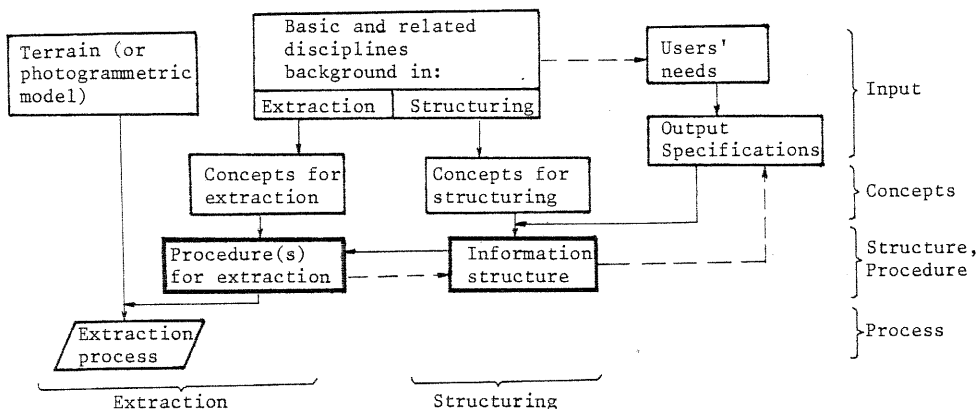 Terrain (or
photogrammetric
model)
Basic and related
disciplines
background in:
Extraction
Structuring
Users'
needs
Output
Specifications
Input
Concepts for
extraction
Concepts for
structuring
Concepts
Procedure(s)
for extraction
Information
structure
Structure,
Procedure
Extraction
process
Process
Extraction
Structuring